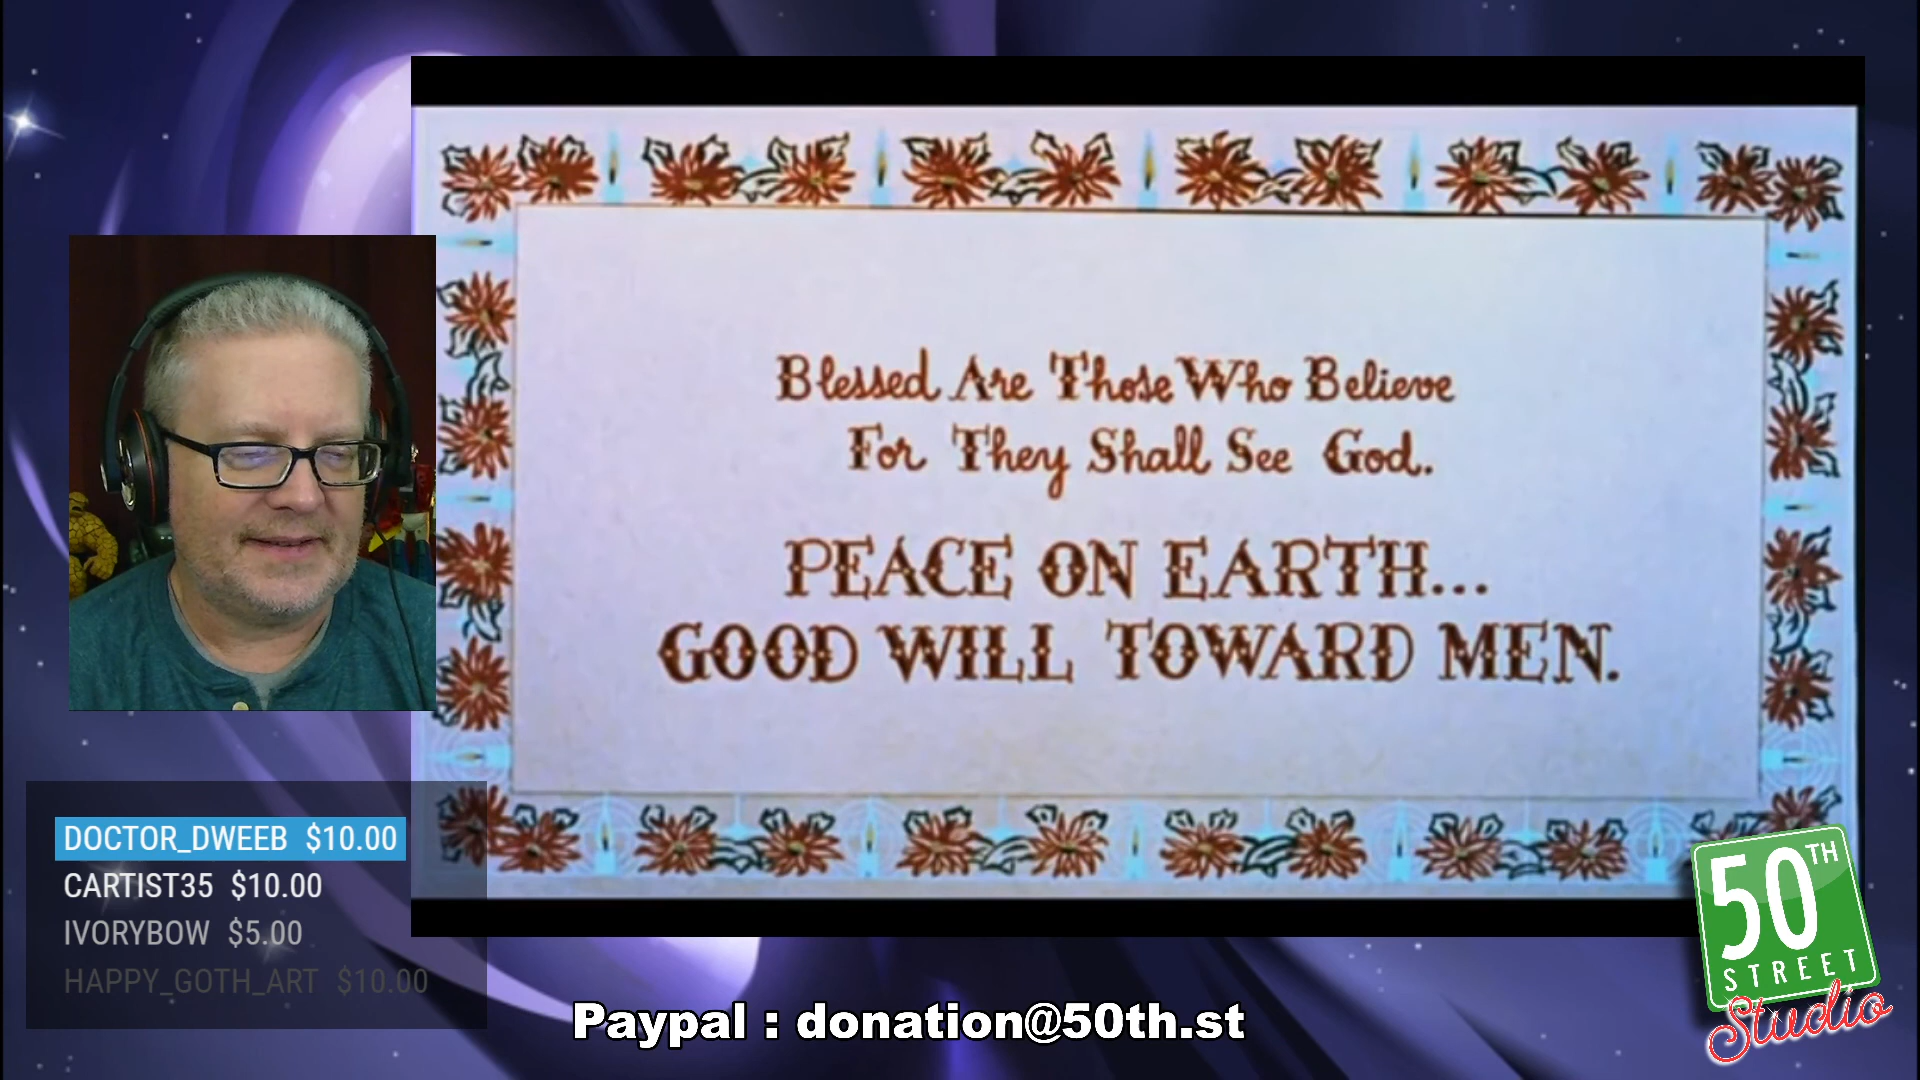 Blessed Are Those Who Believe
For They Shall See God.
PEACE ON EARTH...
GOOD WILL TOWARD MEN.
DOCTOR_DWEEB $10.00
CARTIST35 $10.00
IVORYBOW $5.00
HAPPY_GOTH_ART $10.00
Paypal : donation@50th.st
50TH
STREET
Studio